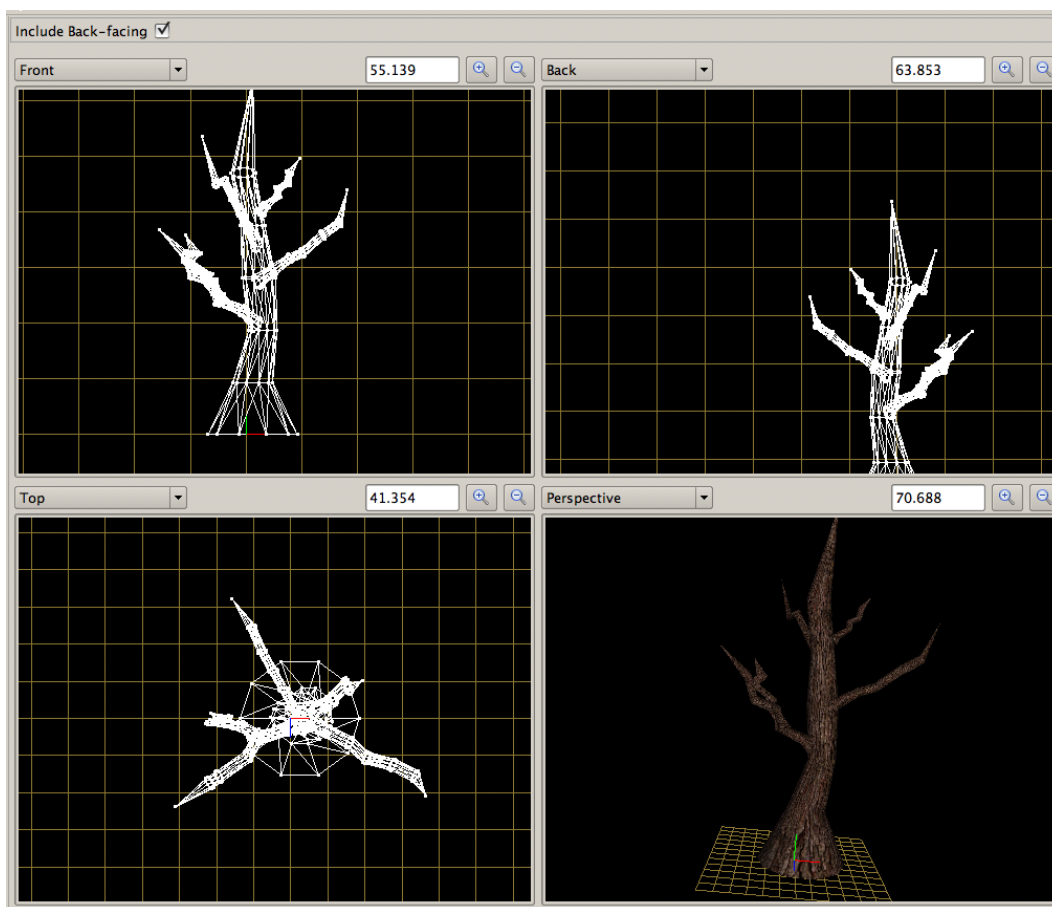 Include Back-facing
Front 55.139 Back 63.853
Top 41.354 Perspective 70.688